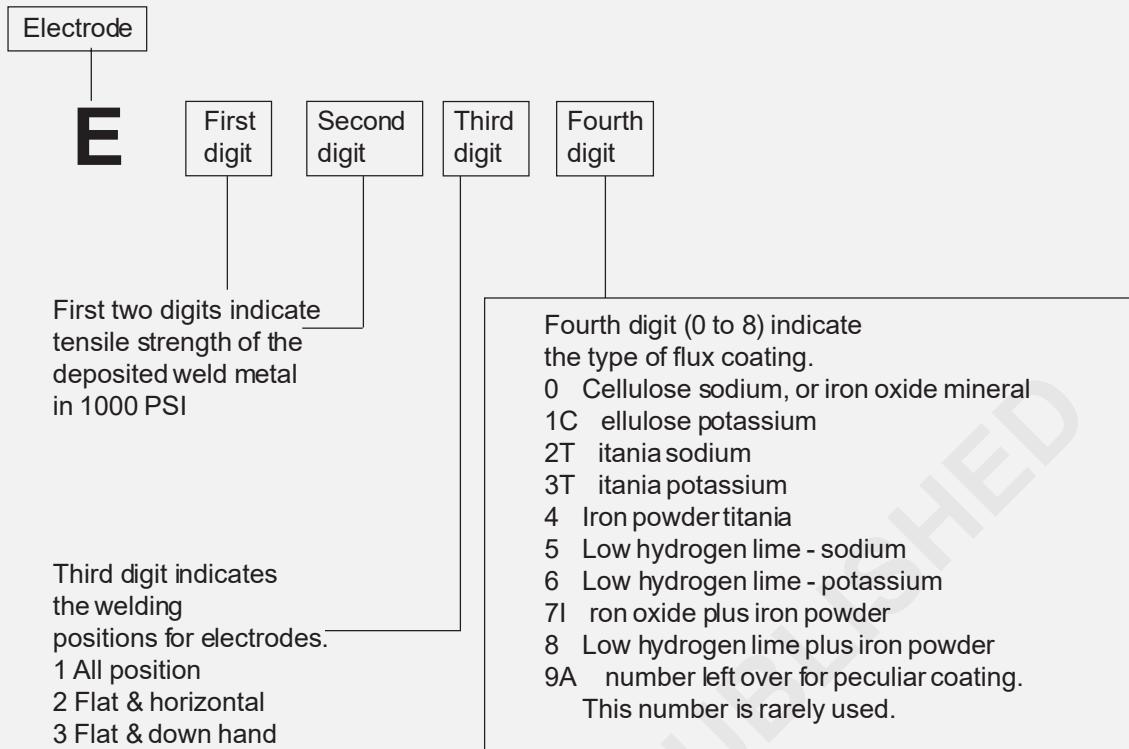 Electrode
E
First
digit
Second
digit
Third
digit
Fourth
digit
First two digits indicate
tensile strength of the
deposited weld metal
in 1000 PSI
Third digit indicates
the welding
positions for electrodes.
1 All position
2 Flat & horizontal
3 Flat & down hand
Fourth digit (0 to 8) indicate
the type of flux coating.
0 Cellulose sodium, or iron oxide mineral
1C ellulose potassium
2T itania sodium
3T itania potassium
4 Iron powder titania
5 Low hydrogen lime - sodium
6 Low hydrogen lime - potassium
7I ron oxide plus iron powder
8 Low hydrogen lime plus iron powder
9A number left over for peculiar coating.
This number is rarely used.
UBLISHED